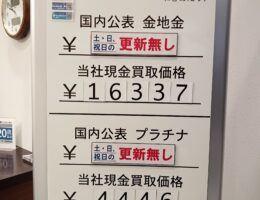 国内公表 金地金
¥ 土・日、祝日の 更新無し
当社現金買取価格
¥ 16337
国内公表 プラチナ
¥ 土・日、祝日の 更新無し
当社現金買取価格
¥ 4446